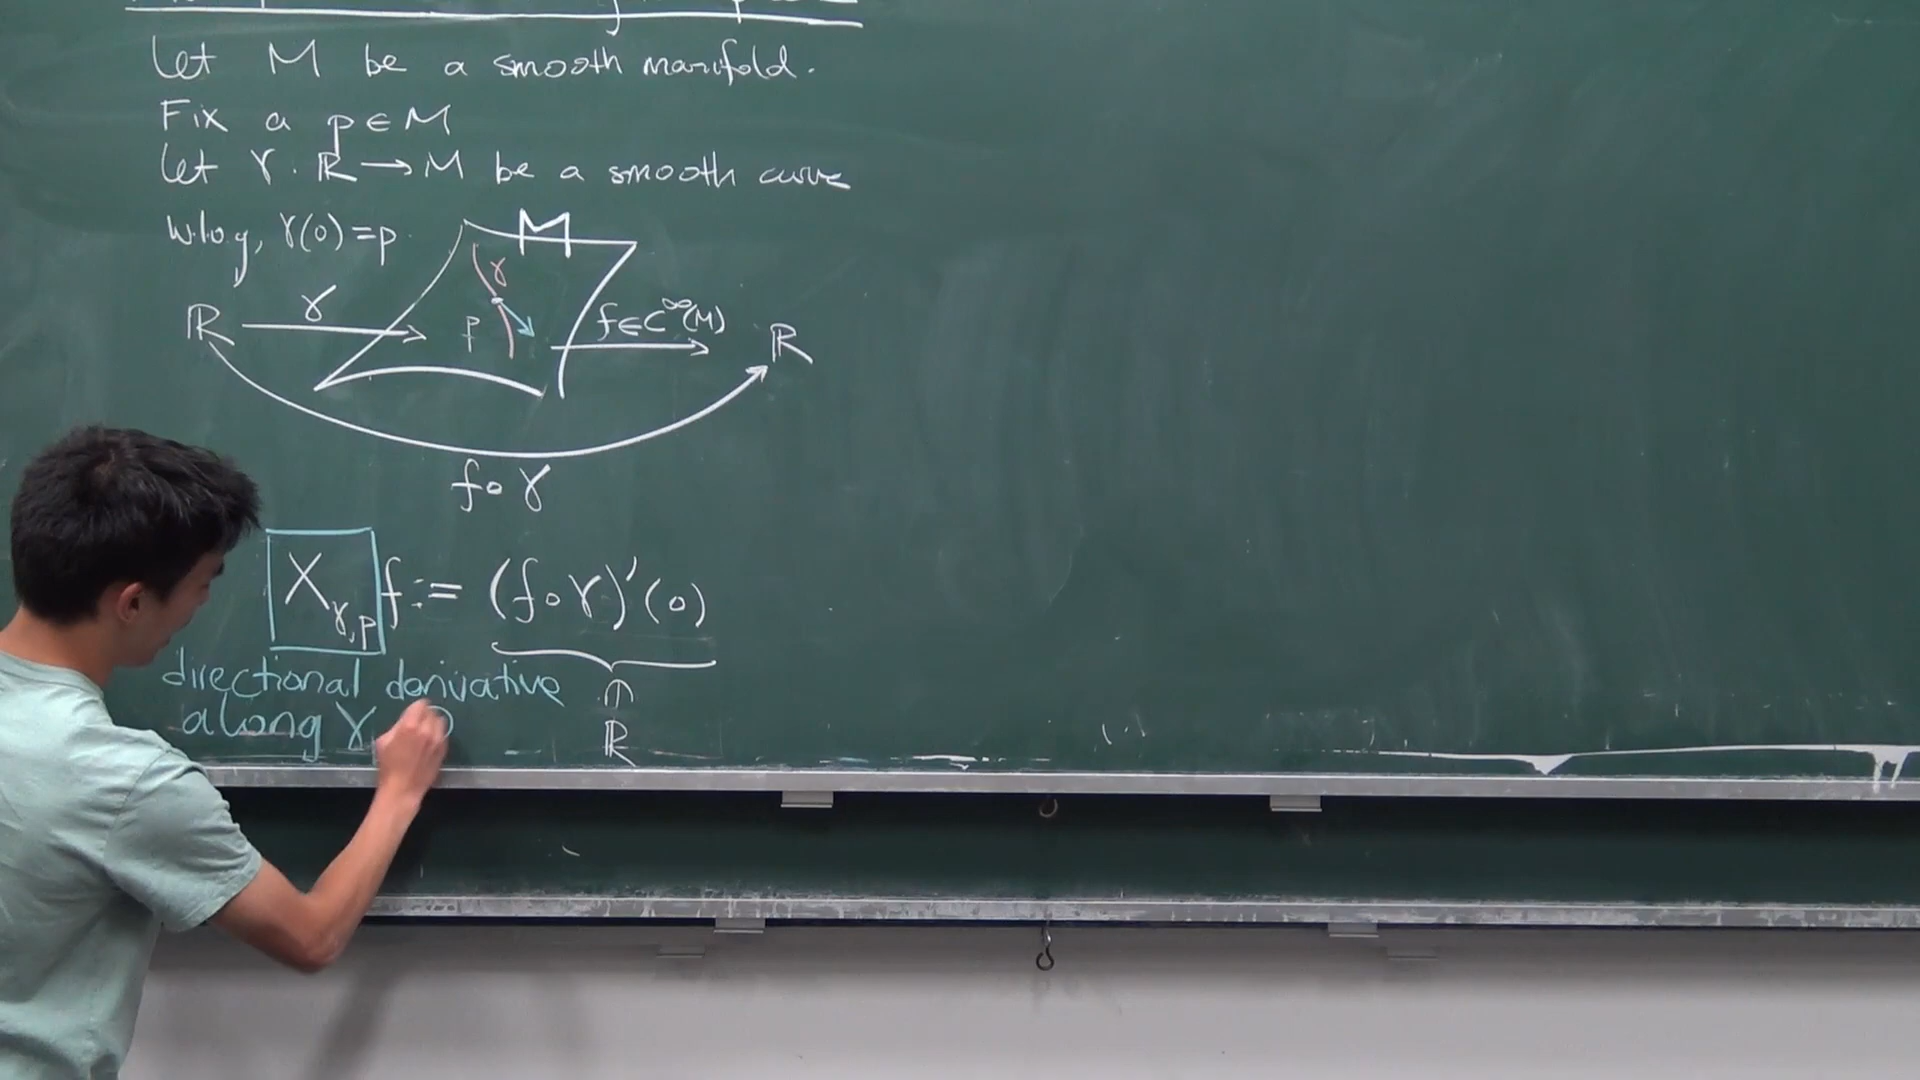 Let M be a smooth manifold.
Fix a p ∈ M
Let γ : ℝ → M be a smooth curve
w.l.o.g, γ(0) = p.
M
γ
p
ℝ
γ
f ∈ C^∞(M)
ℝ
f ∘ γ
X_{γ,p} f := (f ∘ γ)'(0)
directional derivative
along γ
∈
ℝ